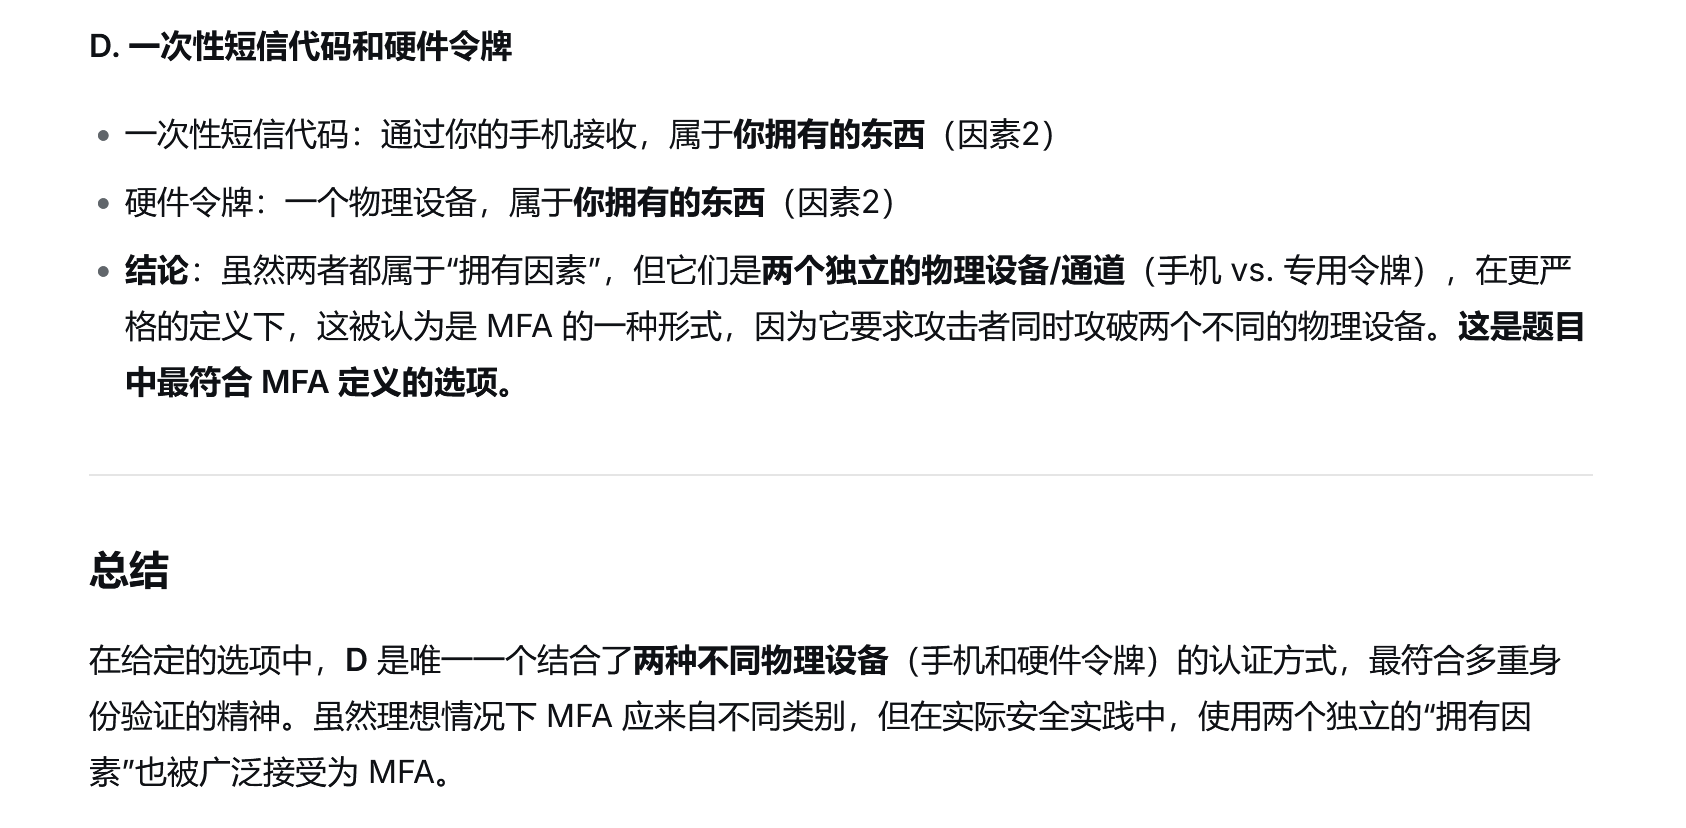 D. 一次性短信代码和硬件令牌
一次性短信代码：通过你的手机接收，属于你拥有的东西（因素2）
硬件令牌：一个物理设备，属于你拥有的东西（因素2）
结论：虽然两者都属于“拥有因素”，但它们是两个独立的物理设备/通道（手机 vs. 专用令牌），在更严
格的定义下，这被认为是 MFA 的一种形式，因为它要求攻击者同时攻破两个不同的物理设备。这是题目
中最符合 MFA 定义的选项。
总结
在给定的选项中，D 是唯一一个结合了两种不同物理设备（手机和硬件令牌）的认证方式，最符合多重身
份验证的精神。虽然理想情况下 MFA 应来自不同类别，但在实际安全实践中，使用两个独立的“拥有因
素”也被广泛接受为 MFA。